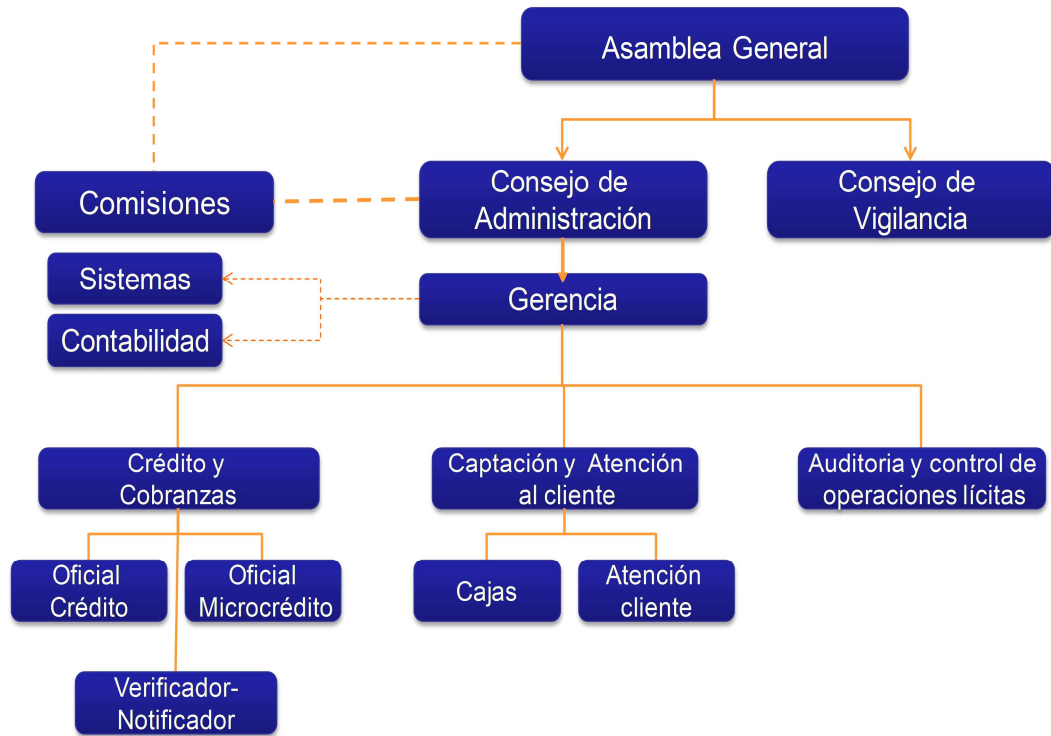 Asamblea General
Comisiones
Consejo de
Administración
Consejo de
Vigilancia
Sistemas
Contabilidad
Gerencia
Crédito y
Cobranzas
Captación y Atención
al cliente
Auditoria y control de
operaciones lícitas
Oficial
Crédito
Oficial
Microcrédito
Cajas
Atención
cliente
Verificador-
Notificador